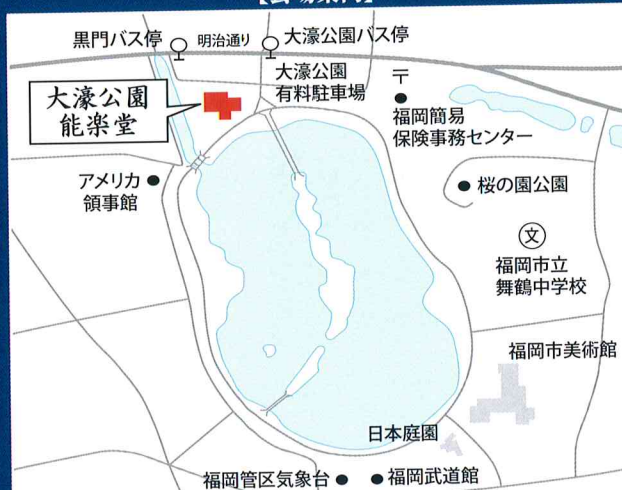 【会場案内】
黒門バス停
明治通り
大濠公園バス停
大濠公園
能楽堂
大濠公園
有料駐車場
〒
福岡簡易
保険事務センター
アメリカ
領事館
桜の園公園
文
福岡市立
舞鶴中学校
福岡市美術館
日本庭園
福岡管区気象台
福岡武道館